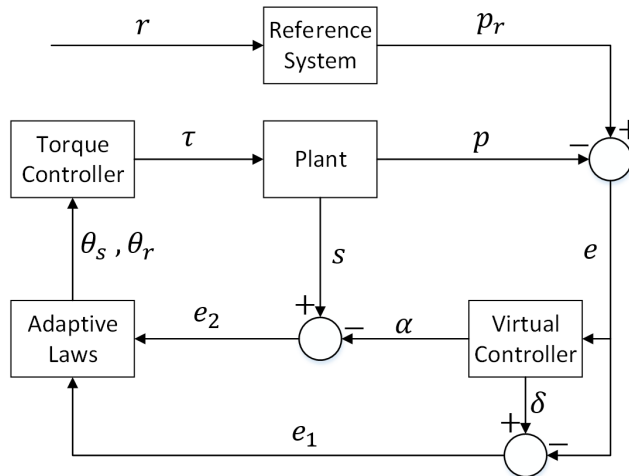 r
Reference
System
p_r
+
Torque
Controller
τ
Plant
p
−
θ_s , θ_r
s
e
+
Adaptive
Laws
e_2
−
α
Virtual
Controller
δ
+
e_1
−